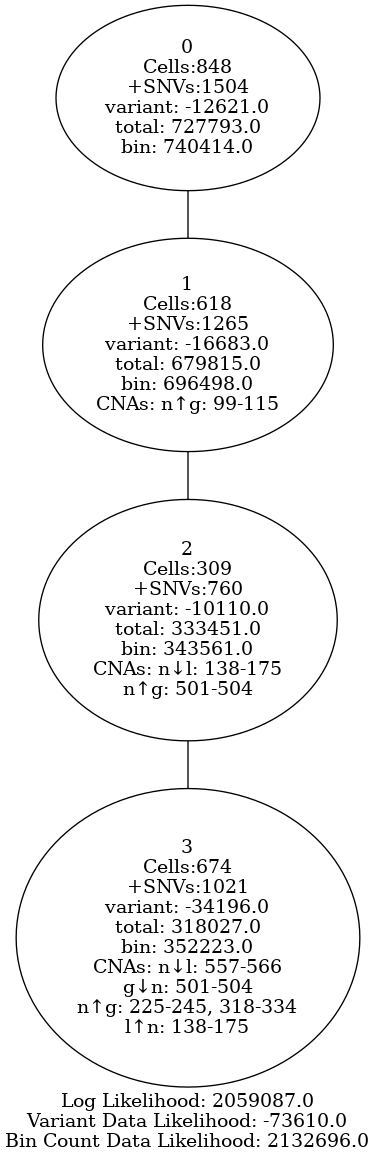 0
Cells:848
+SNVs:1504
variant: -12621.0
total: 727793.0
bin: 740414.0
1
Cells:618
+SNVs:1265
variant: -16683.0
total: 679815.0
bin: 696498.0
CNAs: n↑g: 99-115
2
Cells:309
+SNVs:760
variant: -10110.0
total: 333451.0
bin: 343561.0
CNAs: n↓l: 138-175
n↑g: 501-504
3
Cells:674
+SNVs:1021
variant: -34196.0
total: 318027.0
bin: 352223.0
CNAs: n↓l: 557-566
g↓n: 501-504
n↑g: 225-245, 318-334
l↑n: 138-175
Log Likelihood: 2059087.0
Variant Data Likelihood: -73610.0
Bin Count Data Likelihood: 2132696.0